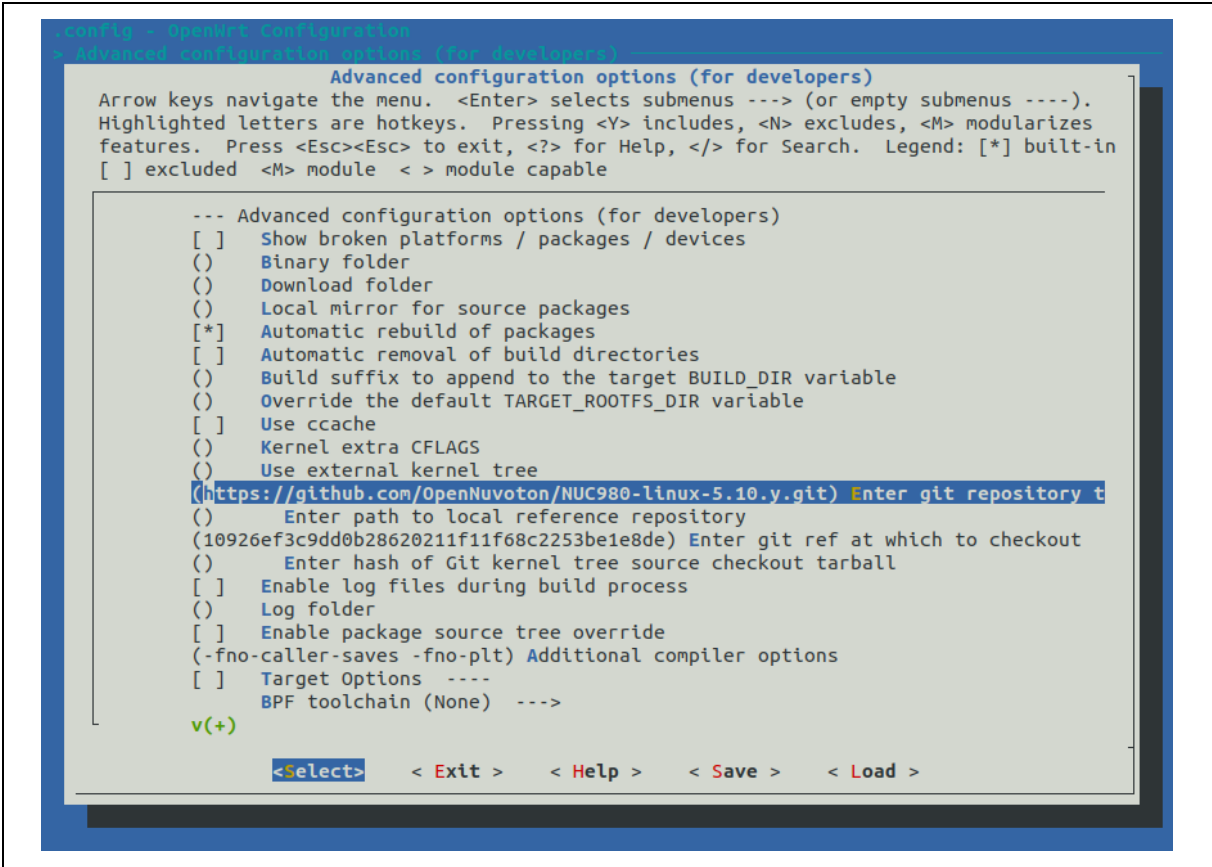 .config - OpenWrt Configuration
> Advanced configuration options (for developers)
Advanced configuration options (for developers)
Arrow keys navigate the menu.  <Enter> selects submenus ---> (or empty submenus ----).
Highlighted letters are hotkeys.  Pressing <Y> includes, <N> excludes, <M> modularizes
features.  Press <Esc><Esc> to exit, <?> for Help, </> for Search.  Legend: [*] built-in
[ ] excluded  <M> module  < > module capable
--- Advanced configuration options (for developers)
[ ]   Show broken platforms / packages / devices
()    Binary folder
()    Download folder
()    Local mirror for source packages
[*]   Automatic rebuild of packages
[ ]   Automatic removal of build directories
()    Build suffix to append to the target BUILD_DIR variable
()    Override the default TARGET_ROOTFS_DIR variable
[ ]   Use ccache
()    Kernel extra CFLAGS
()    Use external kernel tree
(https://github.com/OpenNuvoton/NUC980-linux-5.10.y.git) Enter git repository t
()      Enter path to local reference repository
(10926ef3c9dd0b28620211f11f68c2253be1e8de) Enter git ref at which to checkout
()      Enter hash of Git kernel tree source checkout tarball
[ ]   Enable log files during build process
()    Log folder
[ ]   Enable package source tree override
(-fno-caller-saves -fno-plt) Additional compiler options
[ ]   Target Options  ----
BPF toolchain (None)  --->
v(+)
<Select>    < Exit >    < Help >    < Save >    < Load >